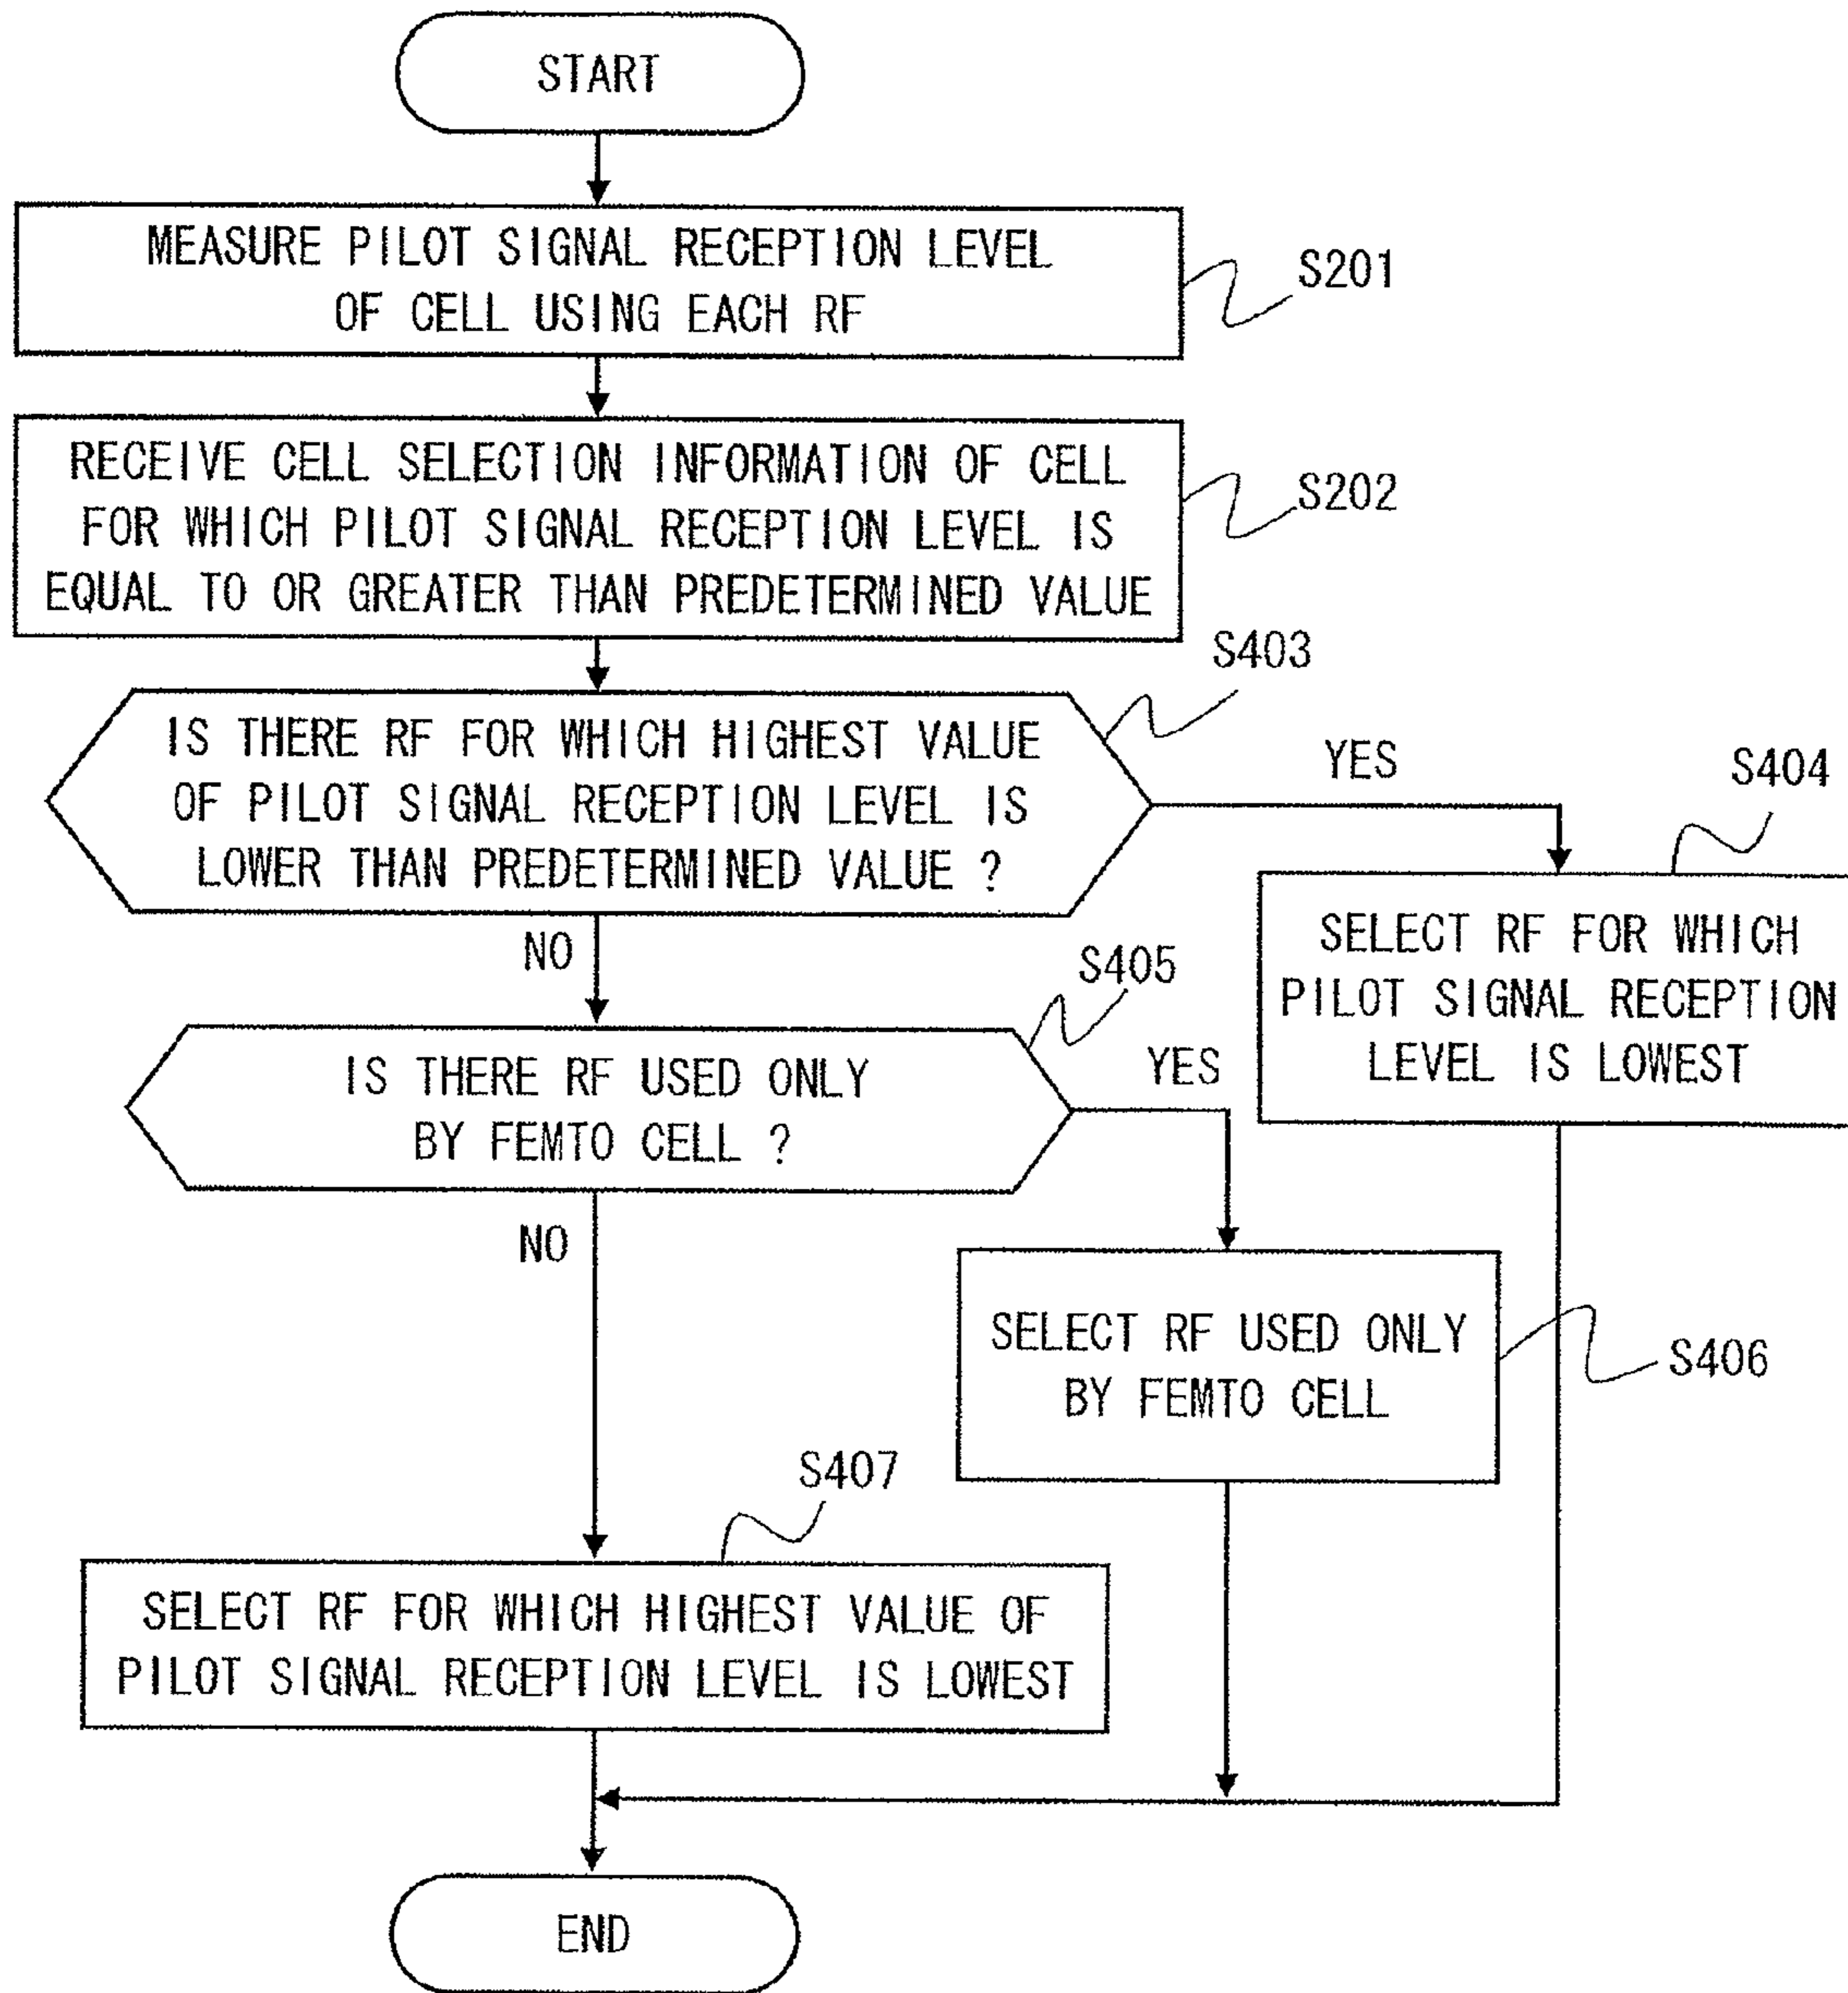 START
MEASURE PILOT SIGNAL RECEPTION LEVEL
OF CELL USING EACH RF
S201
RECEIVE CELL SELECTION INFORMATION OF CELL
FOR WHICH PILOT SIGNAL RECEPTION LEVEL IS
EQUAL TO OR GREATER THAN PREDETERMINED VALUE
S202
S403
IS THERE RF FOR WHICH HIGHEST VALUE
OF PILOT SIGNAL RECEPTION LEVEL IS
LOWER THAN PREDETERMINED VALUE ?
YES
S404
SELECT RF FOR WHICH
PILOT SIGNAL RECEPTION
LEVEL IS LOWEST
NO
S405
IS THERE RF USED ONLY
BY FEMTO CELL ?
YES
NO
SELECT RF USED ONLY
BY FEMTO CELL
S406
S407
SELECT RF FOR WHICH HIGHEST VALUE OF
PILOT SIGNAL RECEPTION LEVEL IS LOWEST
END